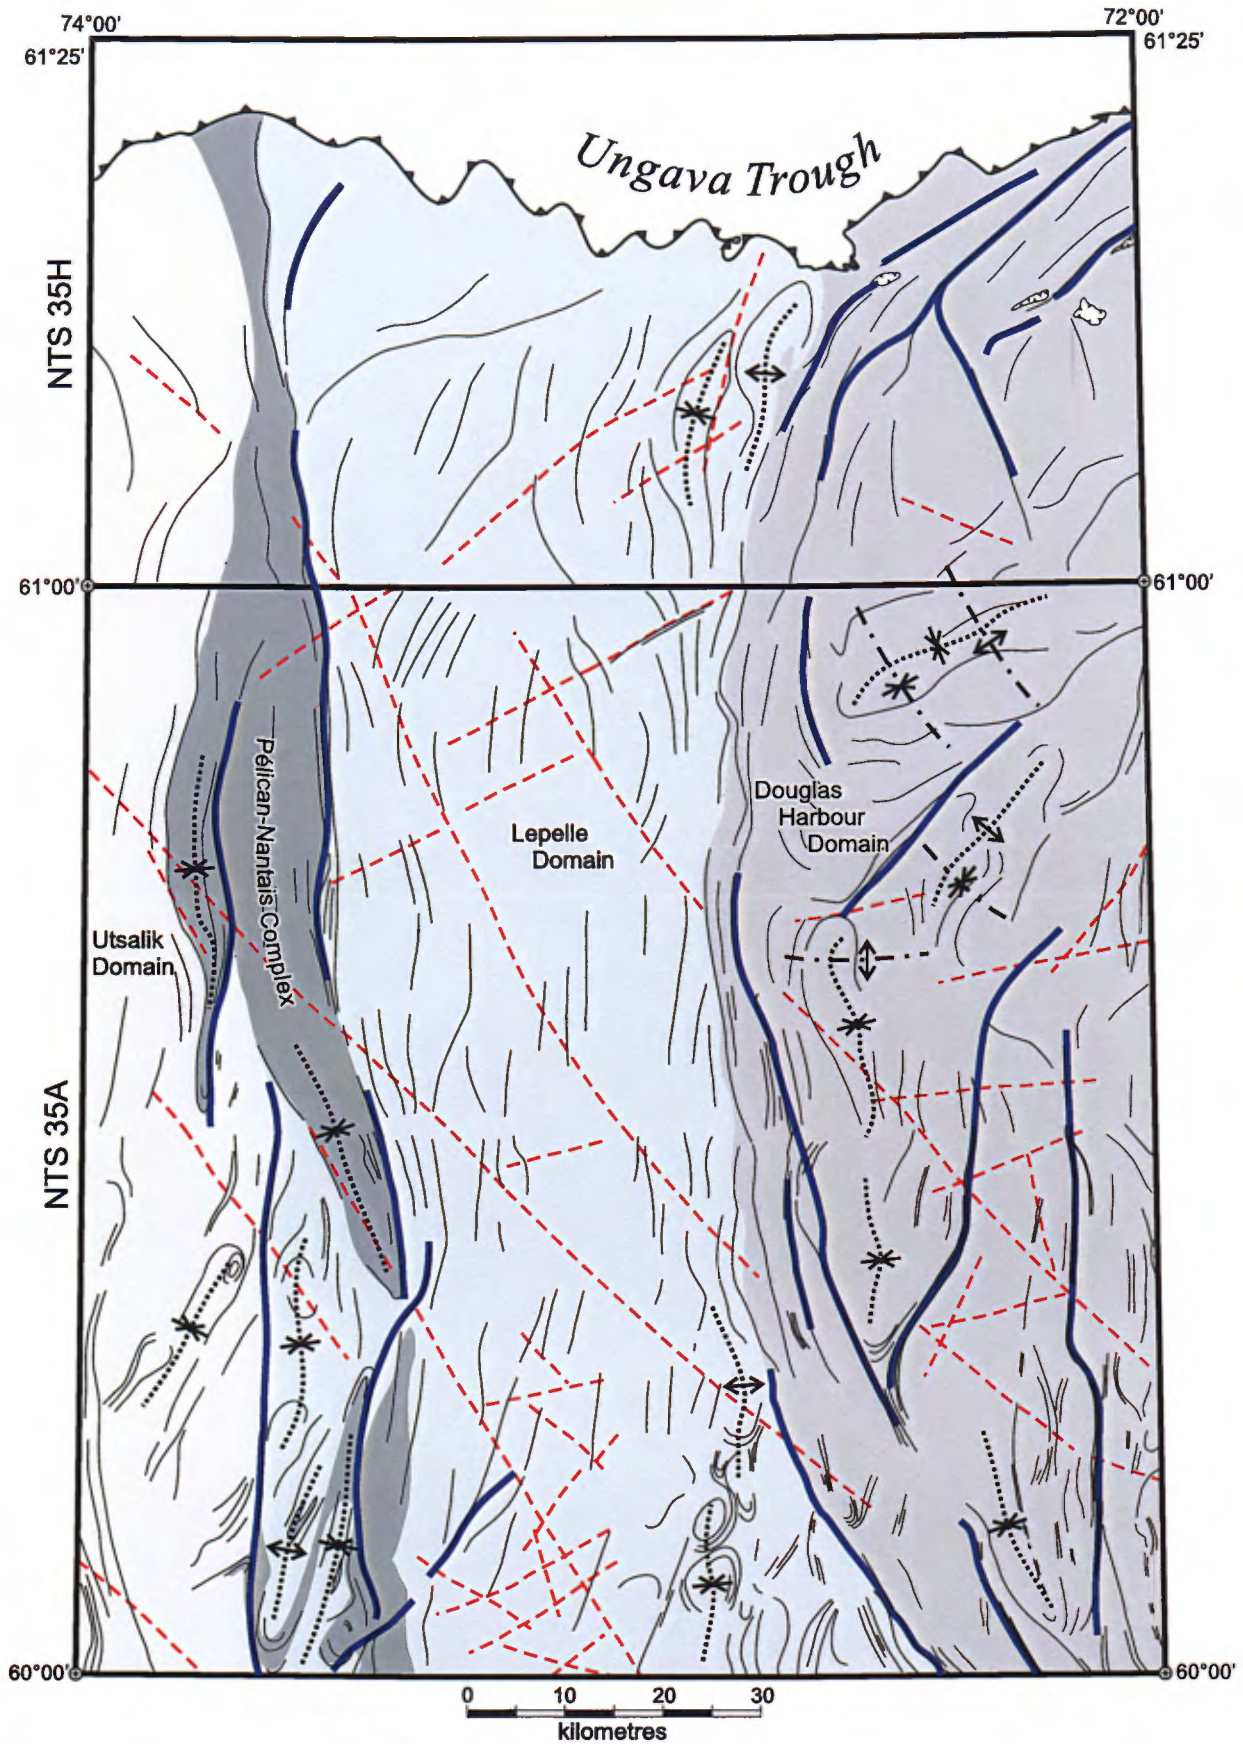 74°00'
72°00'
61°25'
61°25'
Ungava Trough
NTS 35H
61°00'
61°00'
Pélican-Nantais Complex
Douglas
Harbour
Domain
Lepelle
Domain
Utsalik
Domain
NTS 35A
60°00'
60°00'
0 10 20 30
kilometres